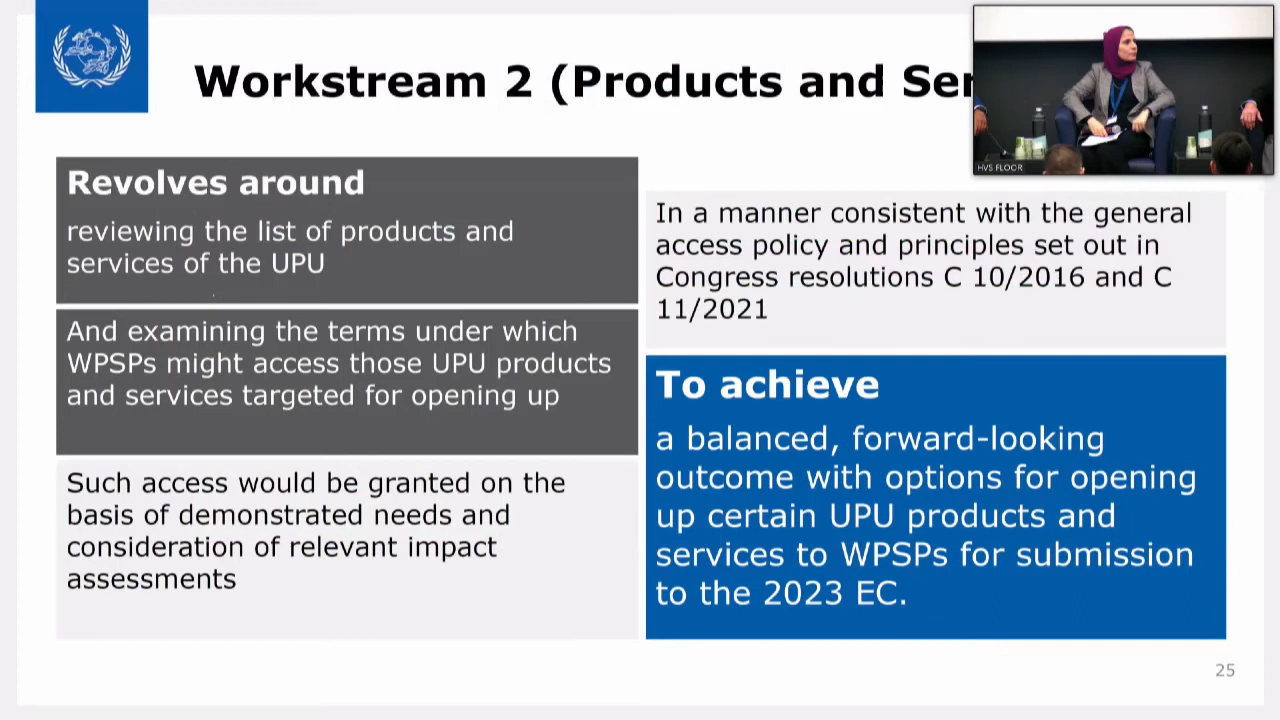 Workstream 2 (Products and Ser
HVS FLOOR
Revolves around
reviewing the list of products and
services of the UPU
And examining the terms under which
WPSPs might access those UPU products
and services targeted for opening up
Such access would be granted on the
basis of demonstrated needs and
consideration of relevant impact
assessments
In a manner consistent with the general
access policy and principles set out in
Congress resolutions C 10/2016 and C
11/2021
To achieve
a balanced, forward-looking
outcome with options for opening
up certain UPU products and
services to WPSPs for submission
to the 2023 EC.
25